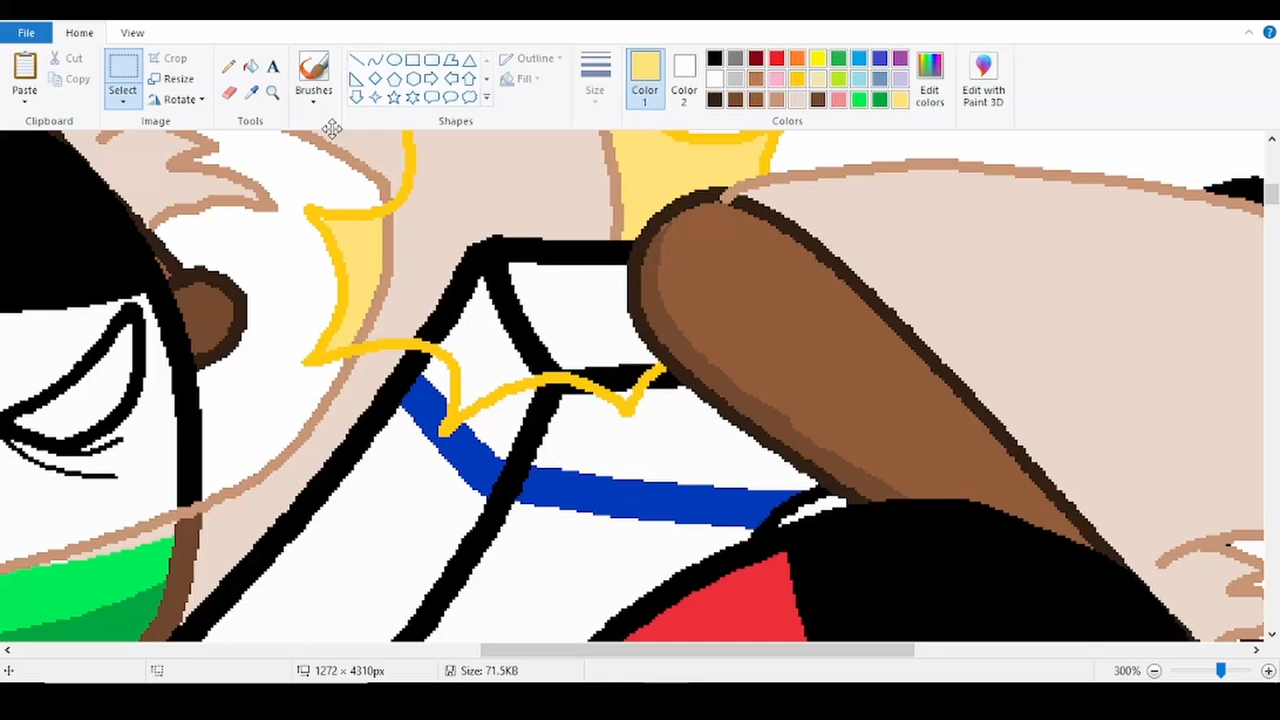 File Home View
Paste Cut Copy
Clipboard
Select Crop Resize Rotate
Image
A
Tools
Brushes
Outline Fill
Shapes
Size
Color 1
Color 2
Edit colors
Colors
Edit with Paint 3D
1272 × 4310px Size: 71.5KB 300%